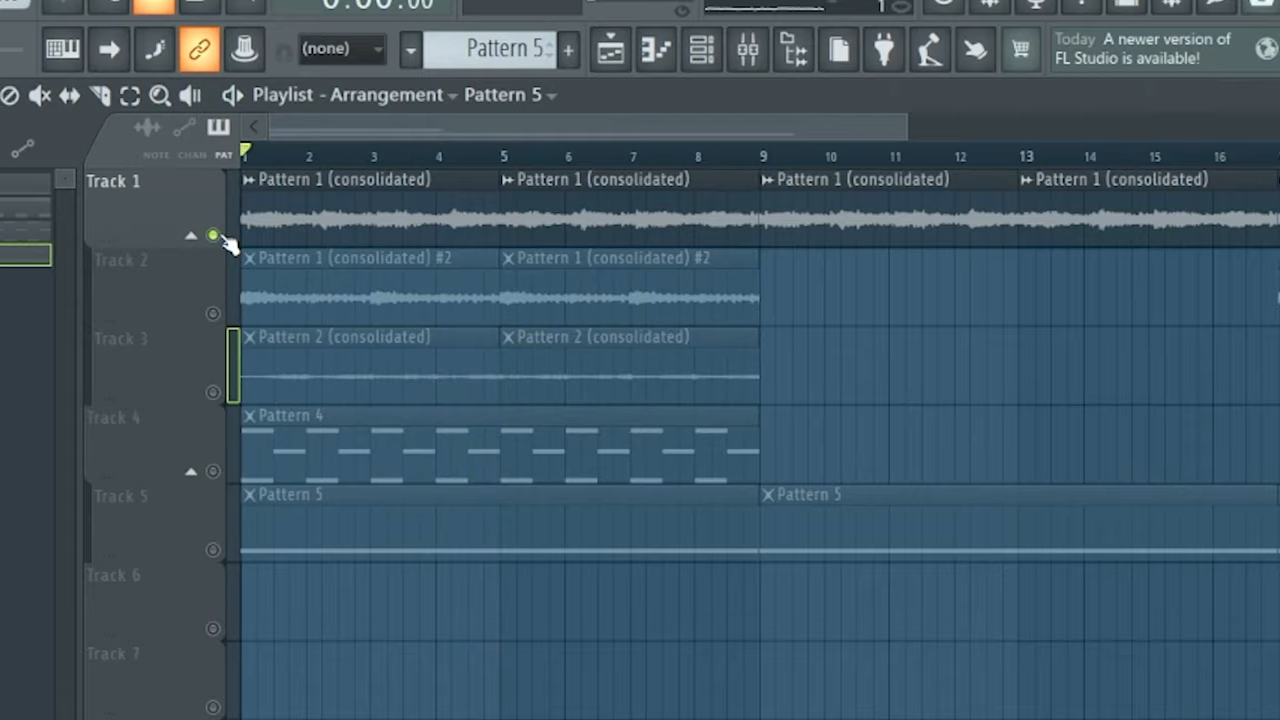 0:00:00
1
(none)
Pattern 5
+
Today A newer version of
FL Studio is available!
Playlist - Arrangement Pattern 5
NOTE CHAN PAT
1 2 3 4 5 6 7 8 9 10 11 12 13 14 15 16
Track 1
Pattern 1 (consolidated) Pattern 1 (consolidated) Pattern 1 (consolidated) Pattern 1 (consolidated)
Track 2
Pattern 1 (consolidated) #2 Pattern 1 (consolidated) #2
Track 3
Pattern 2 (consolidated) Pattern 2 (consolidated)
Track 4
Pattern 4
Track 5
Pattern 5 Pattern 5
Track 6
Track 7